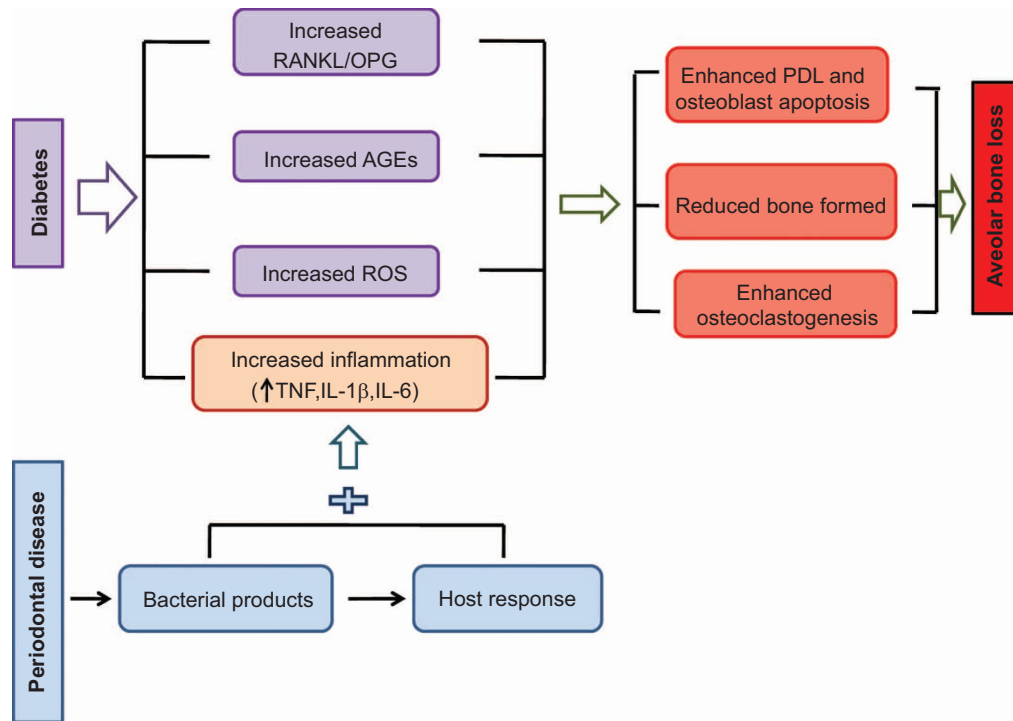 Diabetes
Increased
RANKL/OPG
Increased AGEs
Increased ROS
Increased inflammation
(↑TNF,IL-1β,IL-6)
Enhanced PDL and
osteoblast apoptosis
Reduced bone formed
Enhanced
osteoclastogenesis
Aveolar bone loss
Periodontal disease
Bacterial products
Host response